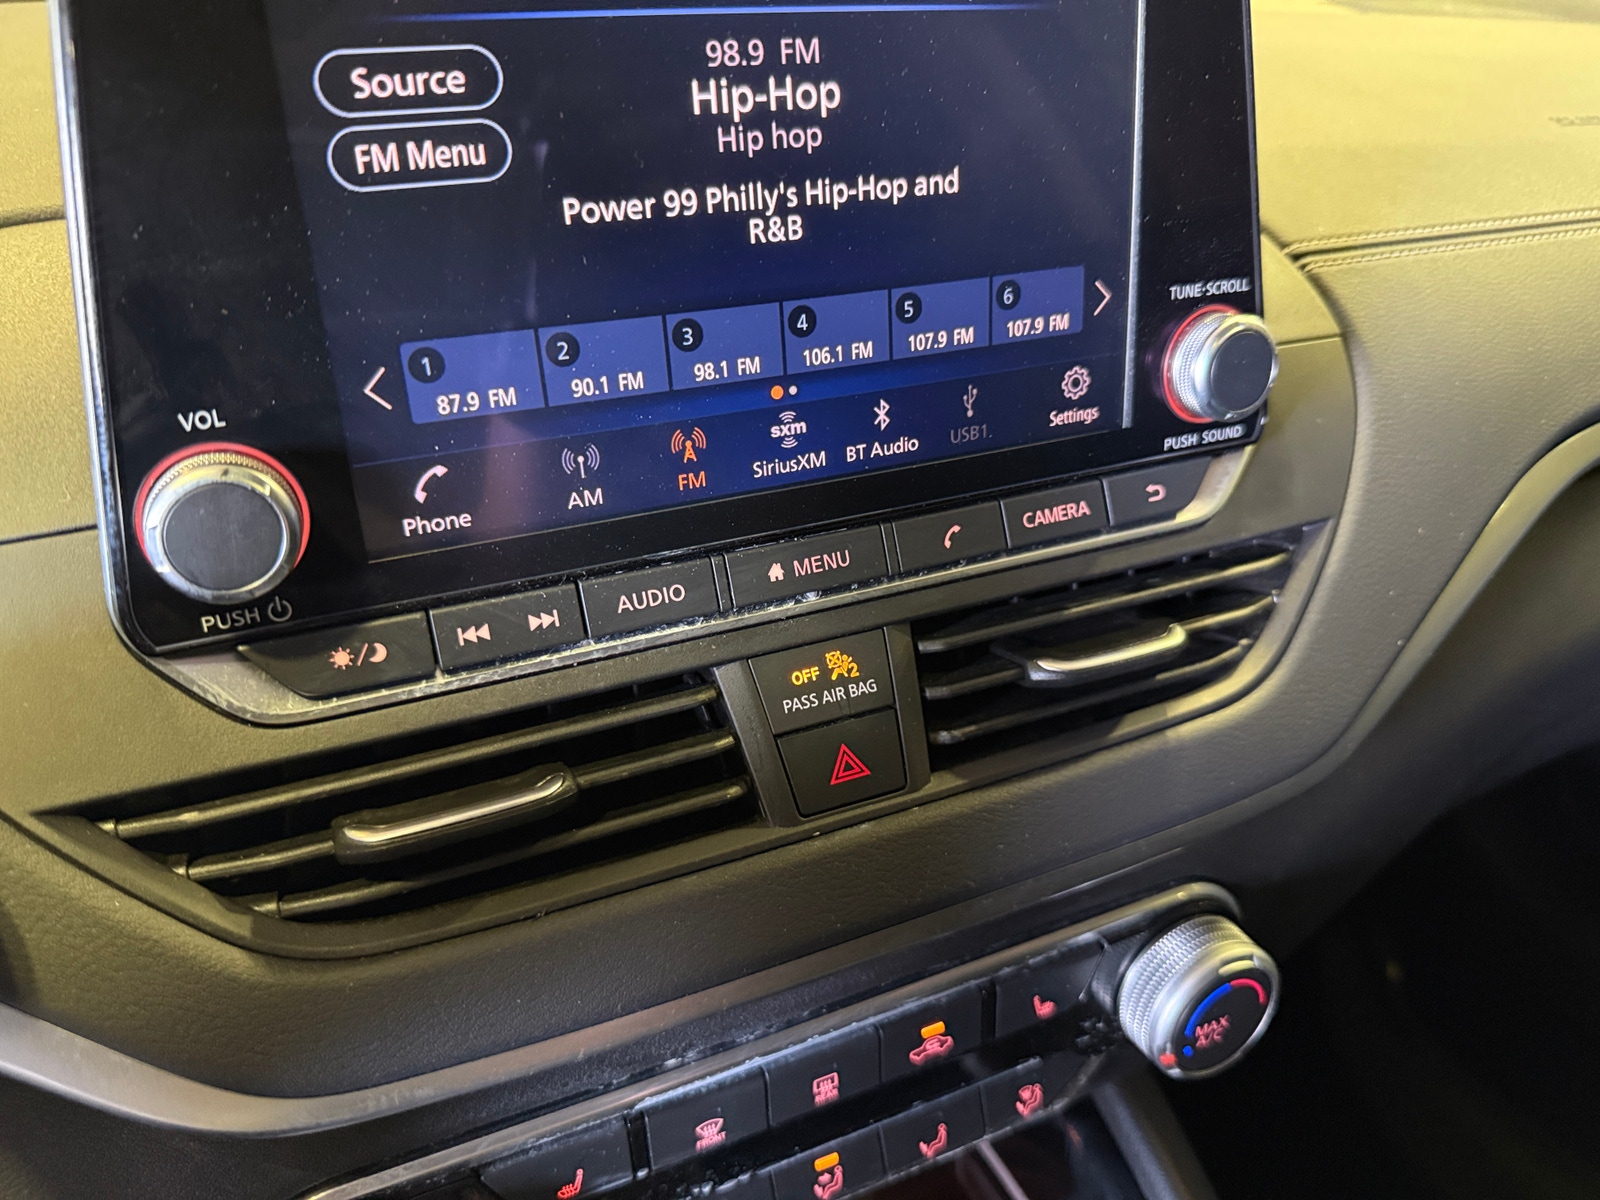 Source
98.9 FM
Hip-Hop
Hip hop
FM Menu
Power 99 Philly's Hip-Hop and
R&B
TUNE·SCROLL
1 2 3 4 5 6
87.9 FM 90.1 FM 98.1 FM 106.1 FM 107.9 FM 107.9 FM
VOL
PUSH SOUND
Phone AM FM sxm SiriusXM BT Audio USB1 Settings
PUSH
AUDIO MENU CAMERA
OFF 2
PASS AIR BAG
MAX
A/C
REAR
FRONT